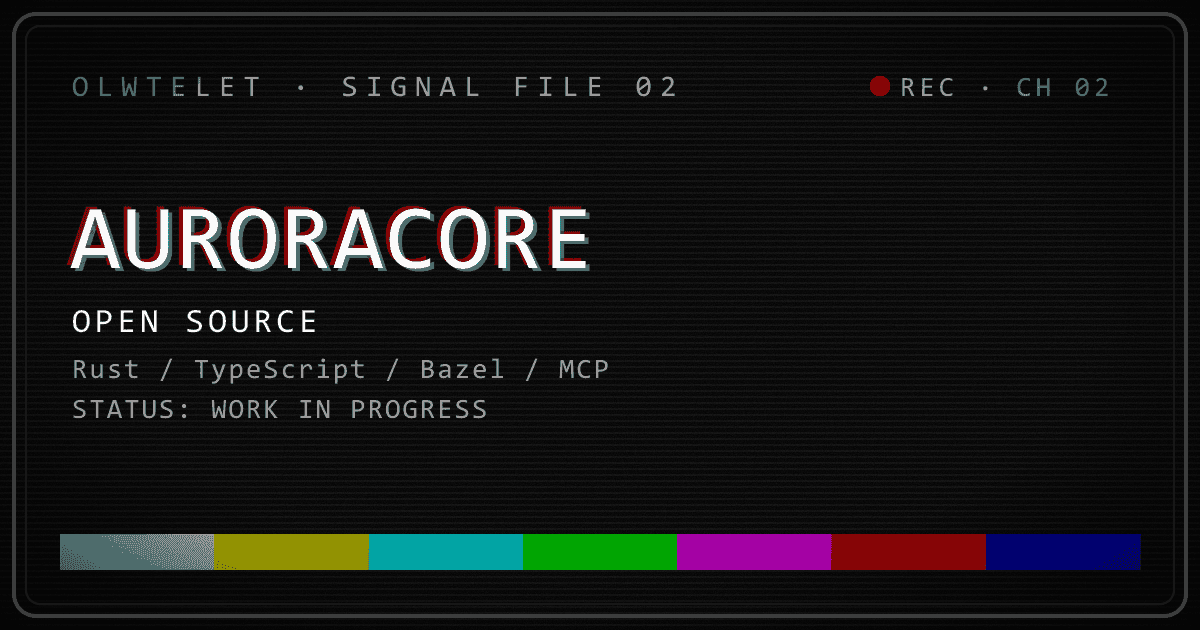 OLWTELET · SIGNAL FILE 02
REC · CH 02
AURORACORE
OPEN SOURCE
Rust / TypeScript / Bazel / MCP
STATUS: WORK IN PROGRESS